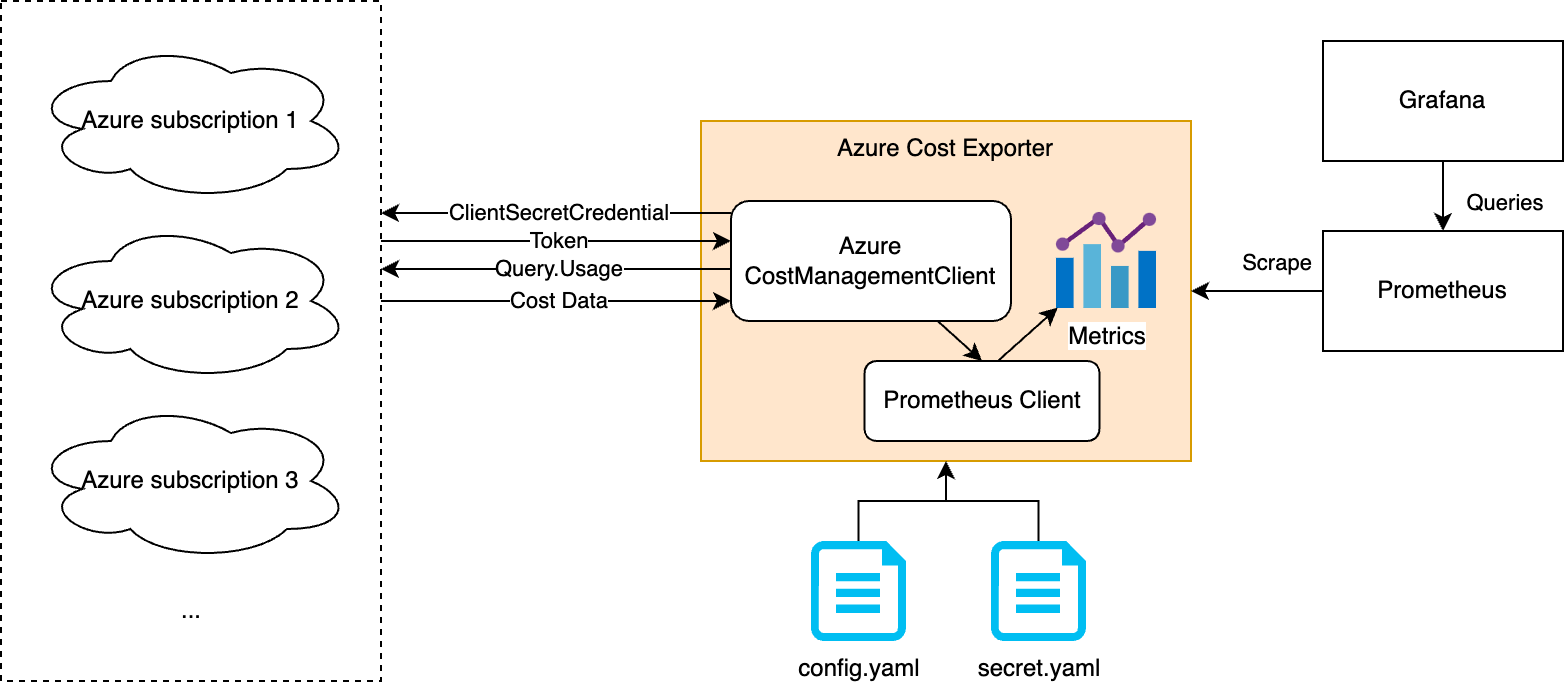 Azure subscription 1
Azure subscription 2
Azure subscription 3
...
ClientSecretCredential
Token
Query.Usage
Cost Data
Azure Cost Exporter
Azure
CostManagementClient
Metrics
Prometheus Client
config.yaml
secret.yaml
Grafana
Queries
Scrape
Prometheus